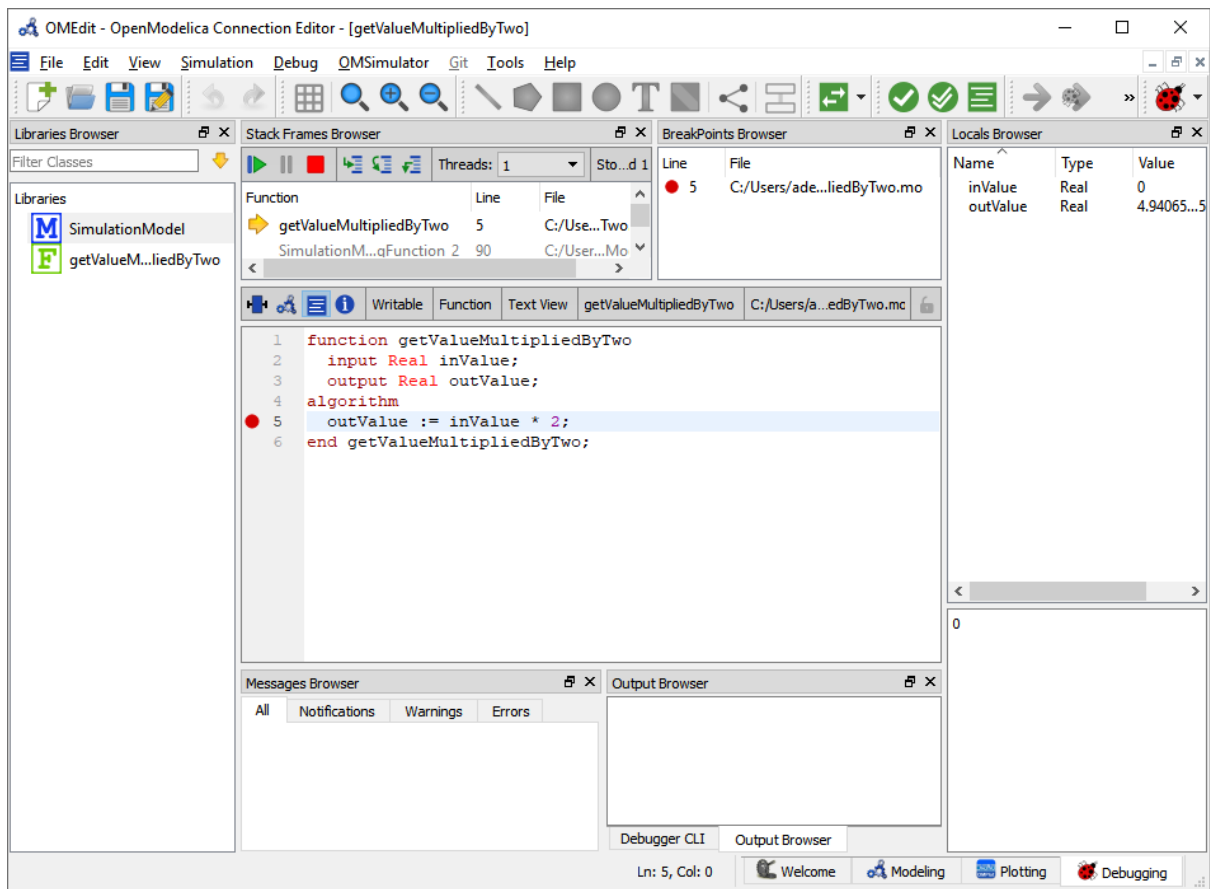 OMEdit - OpenModelica Connection Editor - [getValueMultipliedByTwo]
File Edit View Simulation Debug OMSimulator Git Tools Help
T
»
Libraries Browser
Filter Classes
Libraries
M SimulationModel
F getValueM...liedByTwo
Stack Frames Browser
Threads: 1 Sto...d 1
Function Line File
getValueMultipliedByTwo 5 C:/Use...Two
SimulationM...gFunction_2 90 C:/User...Mo
BreakPoints Browser
Line File
5 C:/Users/ade...liedByTwo.mo
Locals Browser
Name Type Value
inValue Real 0
outValue Real 4.94065...5
0
Writable Function Text View getValueMultipliedByTwo C:/Users/a...edByTwo.mo
1 function getValueMultipliedByTwo
2 input Real inValue;
3 output Real outValue;
4 algorithm
5 outValue := inValue * 2;
6 end getValueMultipliedByTwo;
Messages Browser
All Notifications Warnings Errors
Output Browser
Debugger CLI Output Browser
Ln: 5, Col: 0 Welcome Modeling Plotting Debugging